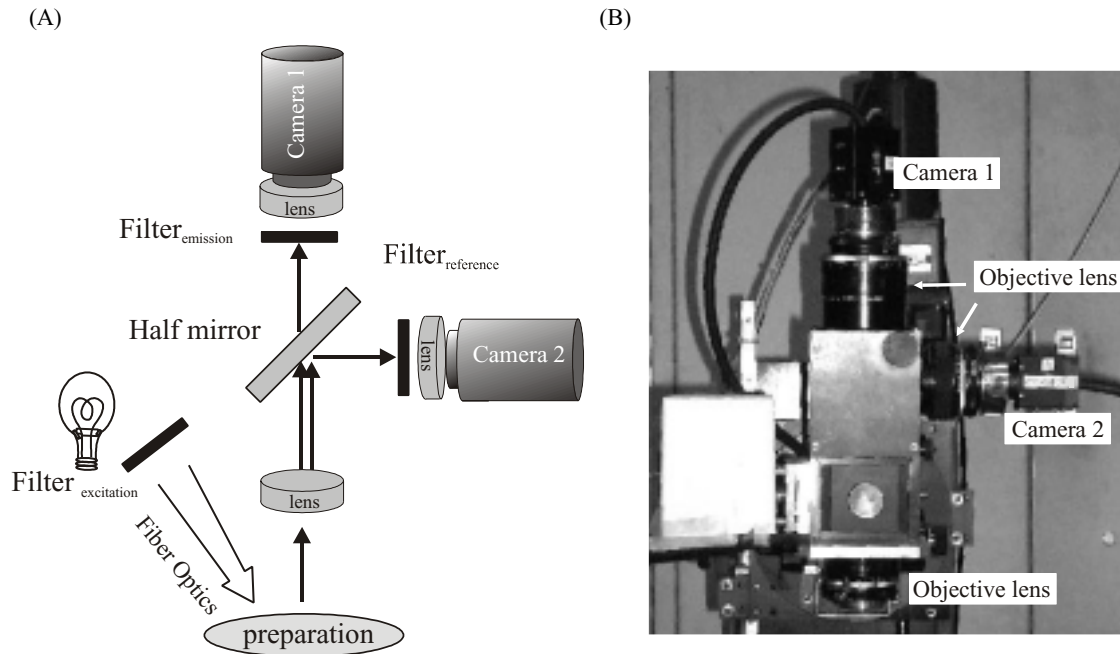 (A)
Camera 1
lens
Filter emission
Filter reference
Half mirror
lens
Camera 2
Filter excitation
lens
Fiber Optics
preparation
(B)
Camera 1
Objective lens
Camera 2
Objective lens